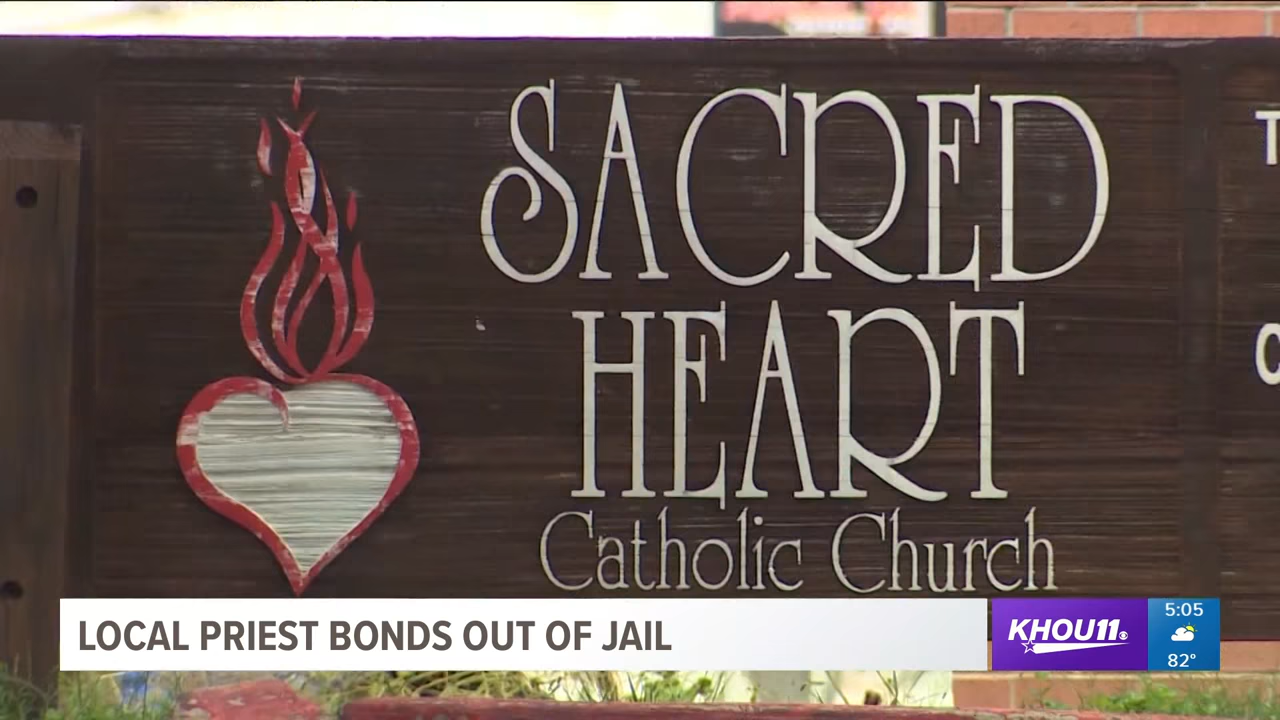 SACRED
HEART
Catholic Church
T
C
LOCAL PRIEST BONDS OUT OF JAIL
KHOU11
5:05
82°